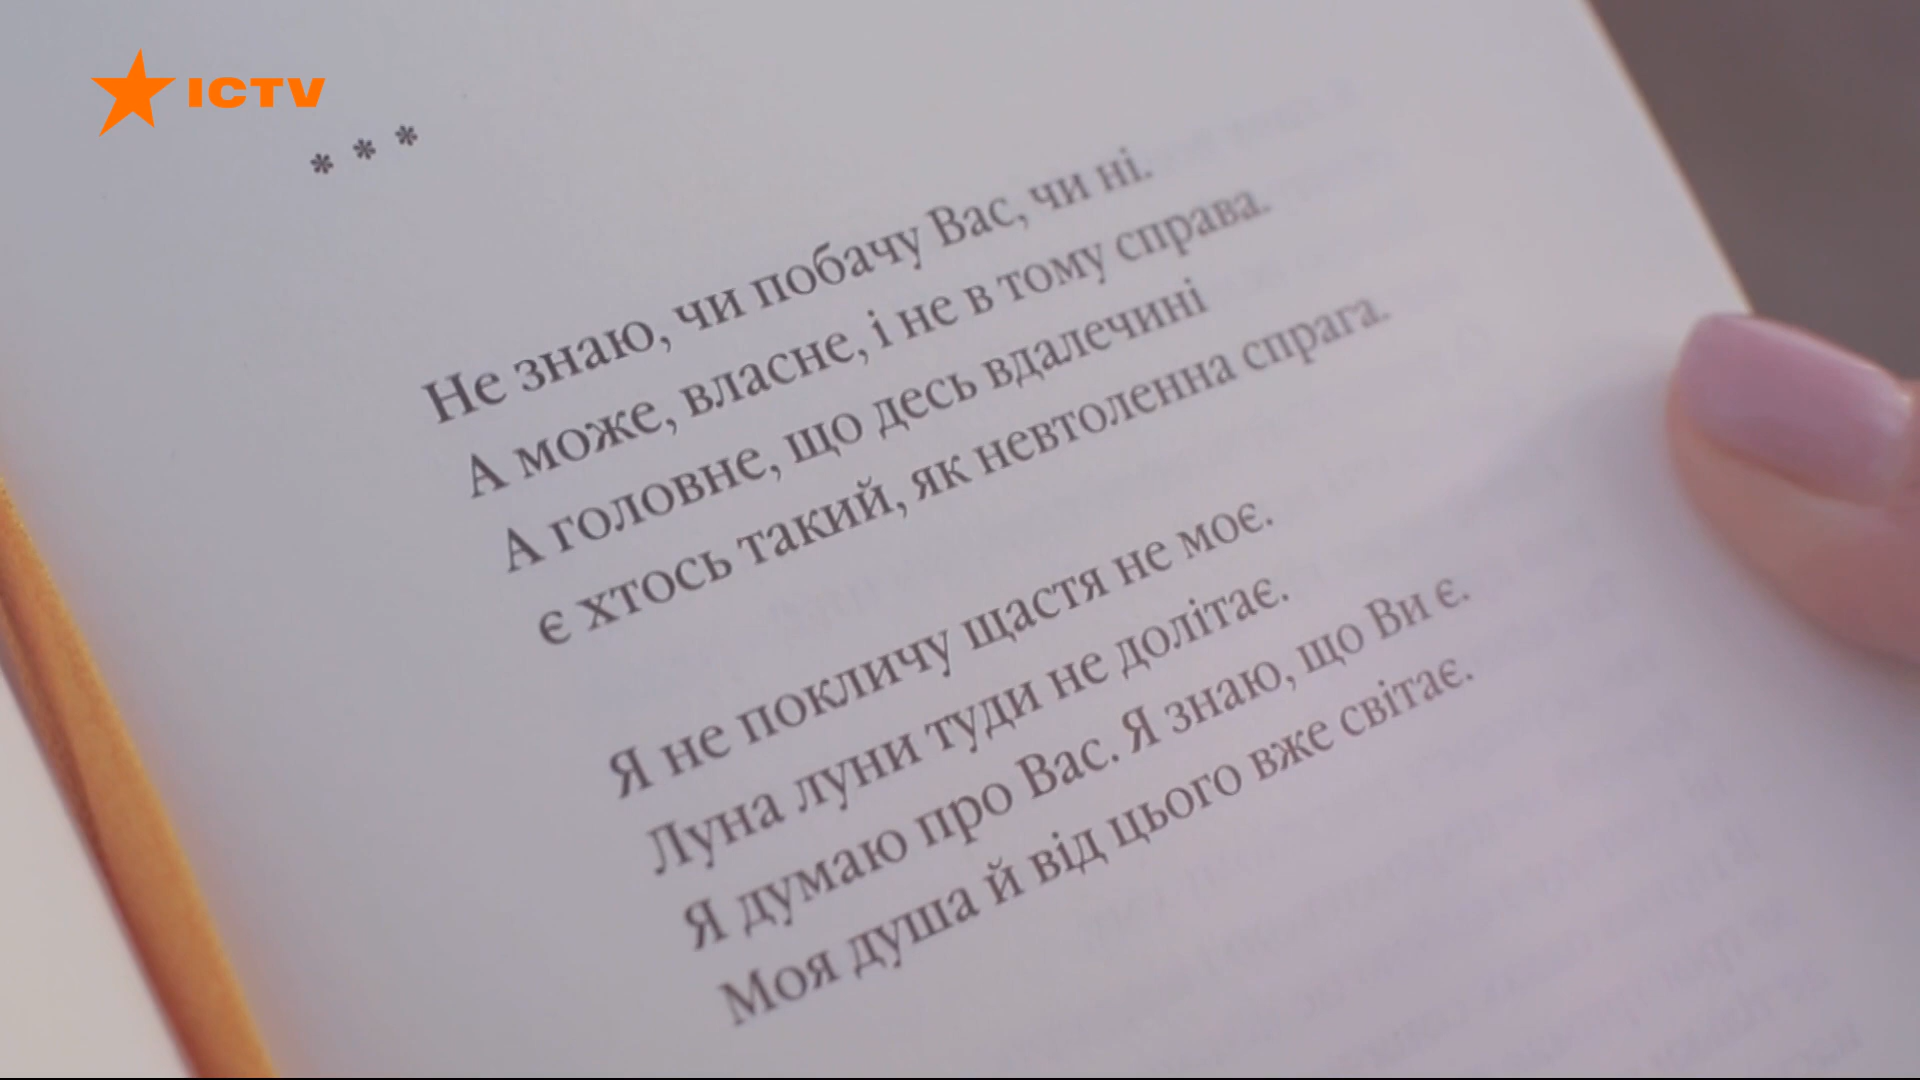 ICTV
* * *
Не знаю, чи побачу Вас, чи ні.
А може, власне, і не в тому справа.
А головне, що десь вдалечині
є хтось такий, як невтоленна спрага.
Я не покличу щастя не моє.
Луна луни туди не долітає.
Я думаю про Вас. Я знаю, що Ви є.
Моя душа й від цього вже світає.